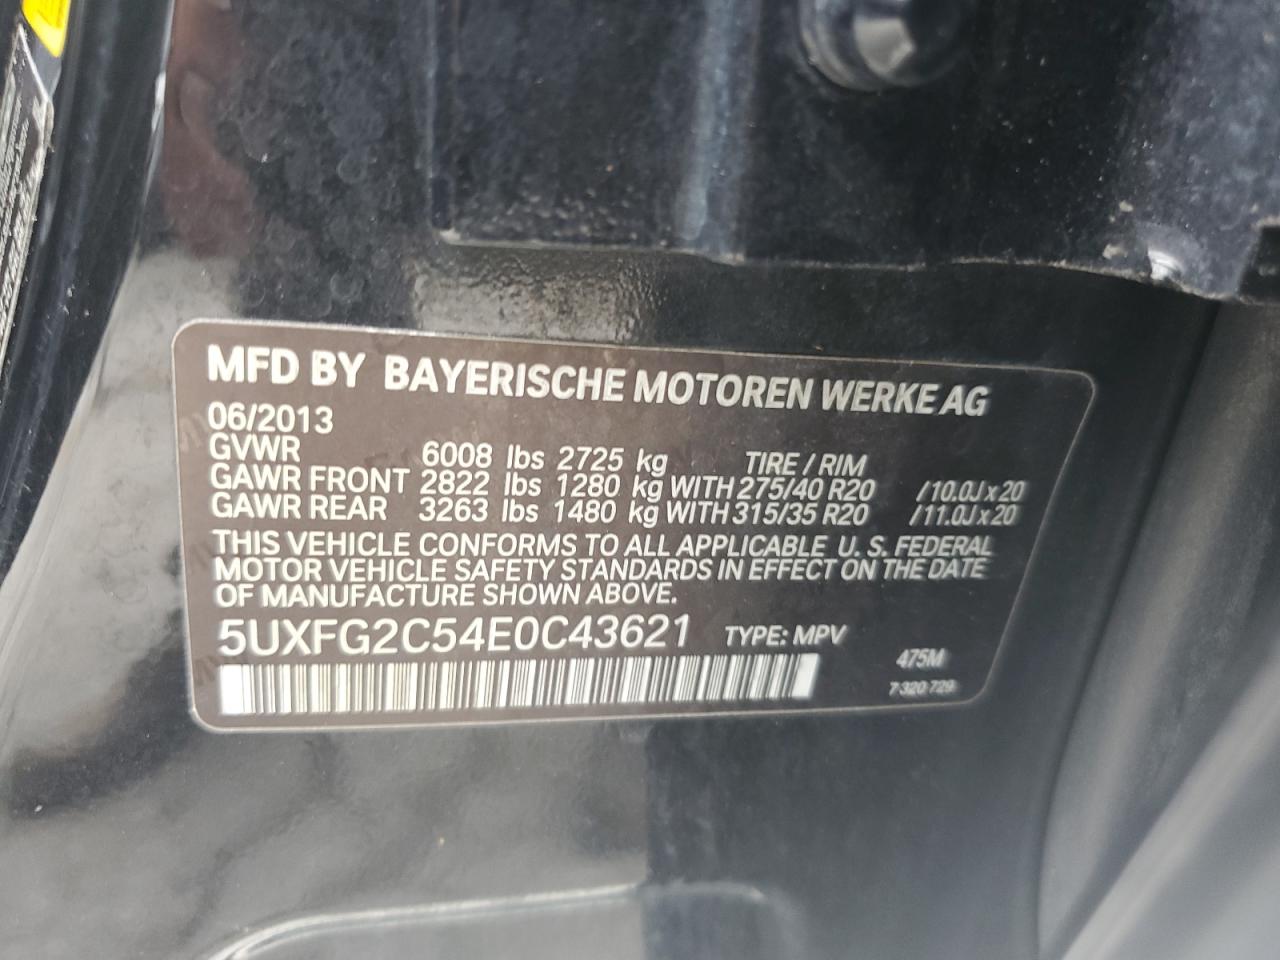 MFD BY BAYERISCHE MOTOREN WERKE AG
06/2013
GVWR 6008 lbs 2725 kg TIRE / RIM
GAWR FRONT 2822 lbs 1280 kg WITH 275/40 R20 /10.0J x 20
GAWR REAR 3263 lbs 1480 kg WITH 315/35 R20 /11.0J x 20
THIS VEHICLE CONFORMS TO ALL APPLICABLE U. S. FEDERAL
MOTOR VEHICLE SAFETY STANDARDS IN EFFECT ON THE DATE
OF MANUFACTURE SHOWN ABOVE.
5UXFG2C54E0C43621 TYPE: MPV
475M
7 320 729